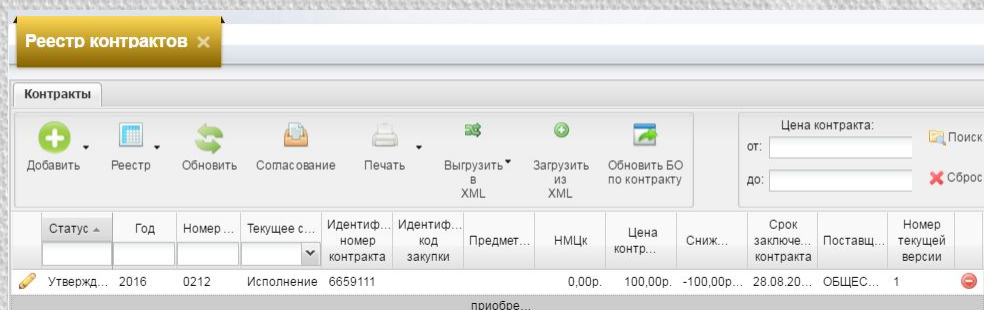 Реестр контрактов
Контракты
Добавить
Реестр
Обновить
Согласование
Печать
Выгрузить
в
XML
Загрузить
из
XML
Обновить БО
по контракту
Цена контракта:
от:
до:
Поиск
Сброс
Статус
Год
Номер ...
Текущее с...
Идентиф...
номер
контракта
Идентиф...
код
закупки
Предмет...
НМЦк
Цена
контр...
Сниж...
Срок
заключе...
контракта
Поставщ...
Номер
текущей
версии
Утвержд... 2016 0212 Исполнение 6659111 0,00р. 100,00р. -100,00р... 28.08.20... ОБЩЕС... 1
приобре...